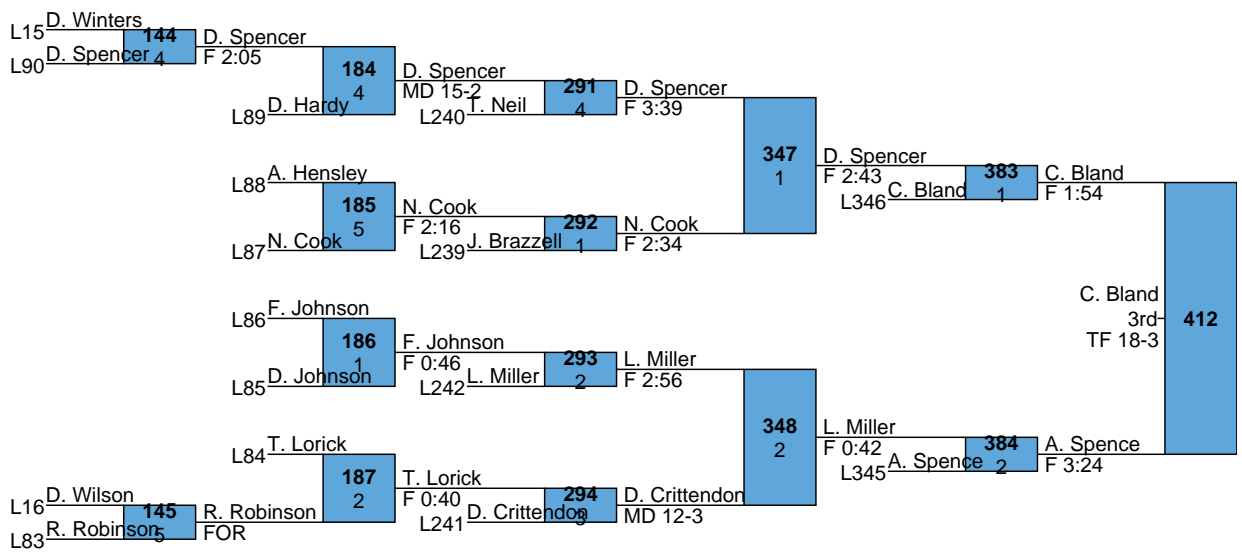 D. Winters
L15
144
D. Spencer
D. Spencer
L90
4
F 2:05
184
4
D. Spencer
MD 15-2
D. Hardy
L89
291
4
T. Neil
L240
D. Spencer
F 3:39
A. Hensley
L88
347
1
D. Spencer
F 2:43
383
1
C. Bland
L346
C. Bland
F 1:54
185
5
N. Cook
F 2:16
N. Cook
L87
292
1
J. Brazzell
L239
N. Cook
F 2:34
F. Johnson
L86
186
1
F. Johnson
F 0:46
D. Johnson
L85
293
2
L. Miller
L242
L. Miller
F 2:56
C. Bland
3rd
TF 18-3
412
T. Lorick
L84
348
2
L. Miller
F 0:42
384
2
A. Spence
L345
A. Spence
F 3:24
187
2
T. Lorick
F 0:40
D. Wilson
L16
145
5
R. Robinson
L83
R. Robinson
FOR
294
3
D. Crittendon
L241
D. Crittendon
MD 12-3